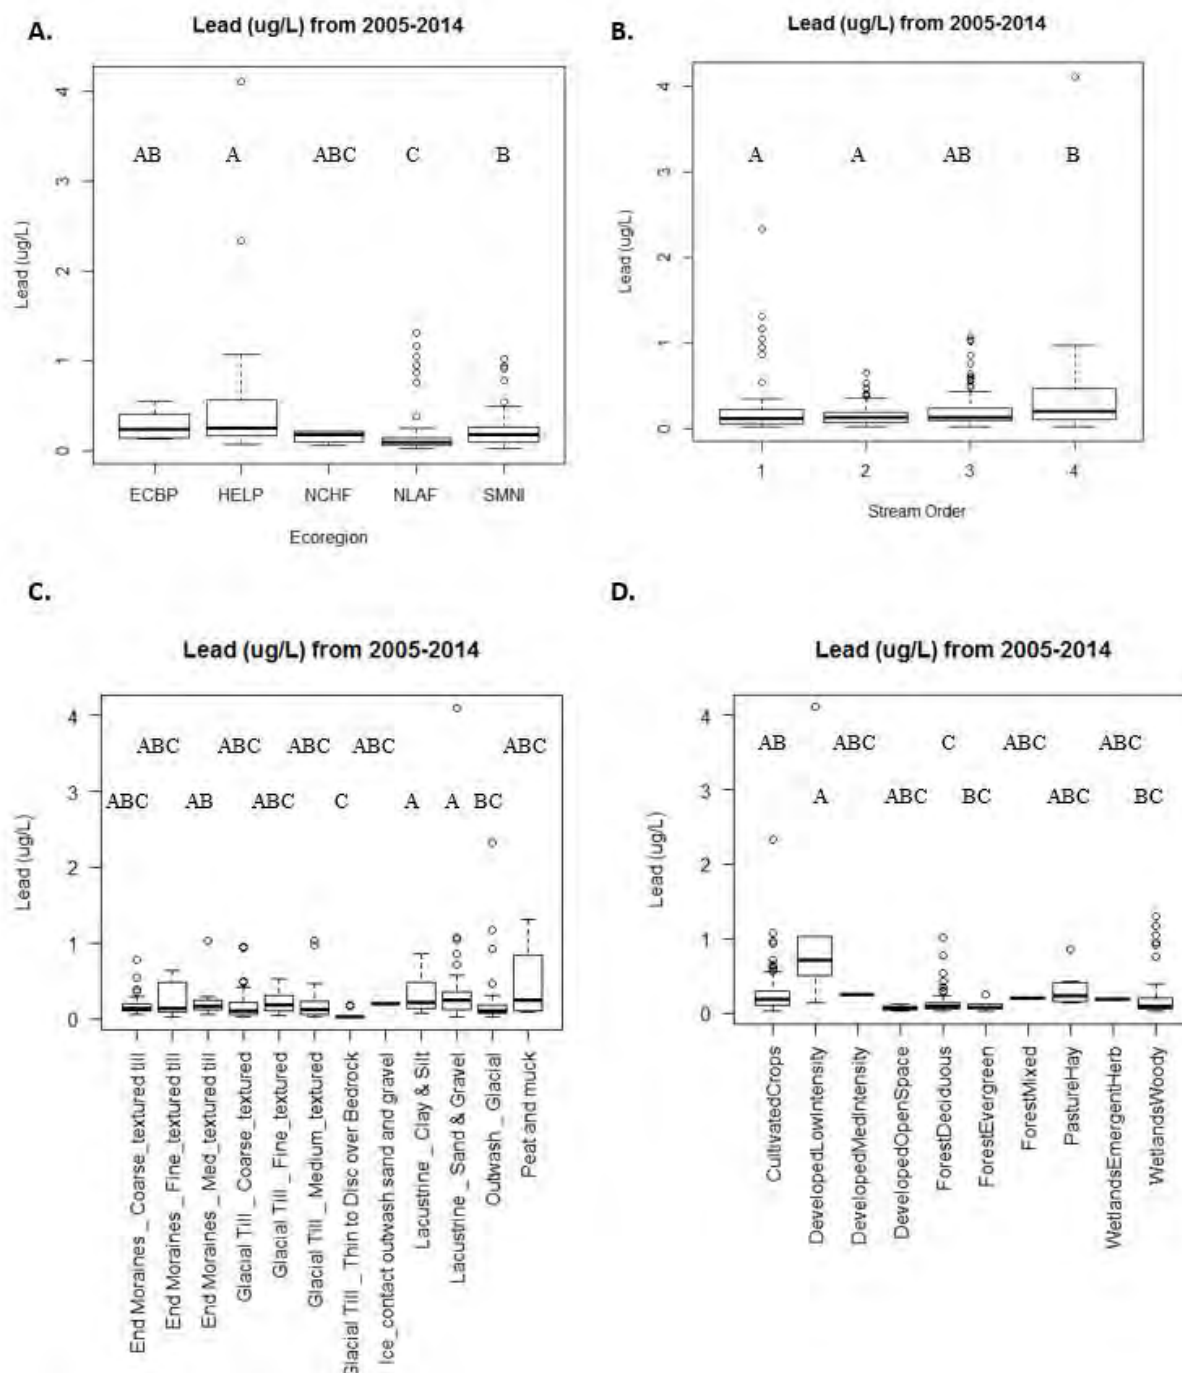 A.
Lead (ug/L) from 2005-2014
4
3
2
1
0
Lead (ug/L)
AB A ABC C B
ECBP HELP NCHF NLAF SMNI
Ecoregion
B.
Lead (ug/L) from 2005-2014
4
3
2
1
0
Lead (ug/L)
A A AB B
1 2 3 4
Stream Order
C.
Lead (ug/L) from 2005-2014
4
3
2
1
0
Lead (ug/L)
ABC ABC ABC ABC ABC
ABC AB ABC C A A BC
End Moraines _ Coarse_textured till
End Moraines _ Fine_textured till
End Moraines _ Med_textured till
Glacial Till _ Coarse_textured
Glacial Till _ Fine_textured
Glacial Till _ Medium_textured
Glacial Till _ Thin to Disc over Bedrock
Ice_contact outwash sand and gravel
Lacustrine _ Clay & Silt
Lacustrine _ Sand & Gravel
Outwash _ Glacial
Peat and muck
D.
Lead (ug/L) from 2005-2014
4
3
2
1
0
Lead (ug/L)
AB ABC C ABC ABC
A ABC BC ABC BC
CultivatedCrops
DevelopedLowIntensity
DevelopedMedIntensity
DevelopedOpenSpace
ForestDeciduous
ForestEvergreen
ForestMixed
PastureHay
WetlandsEmergentHerb
WetlandsWoody